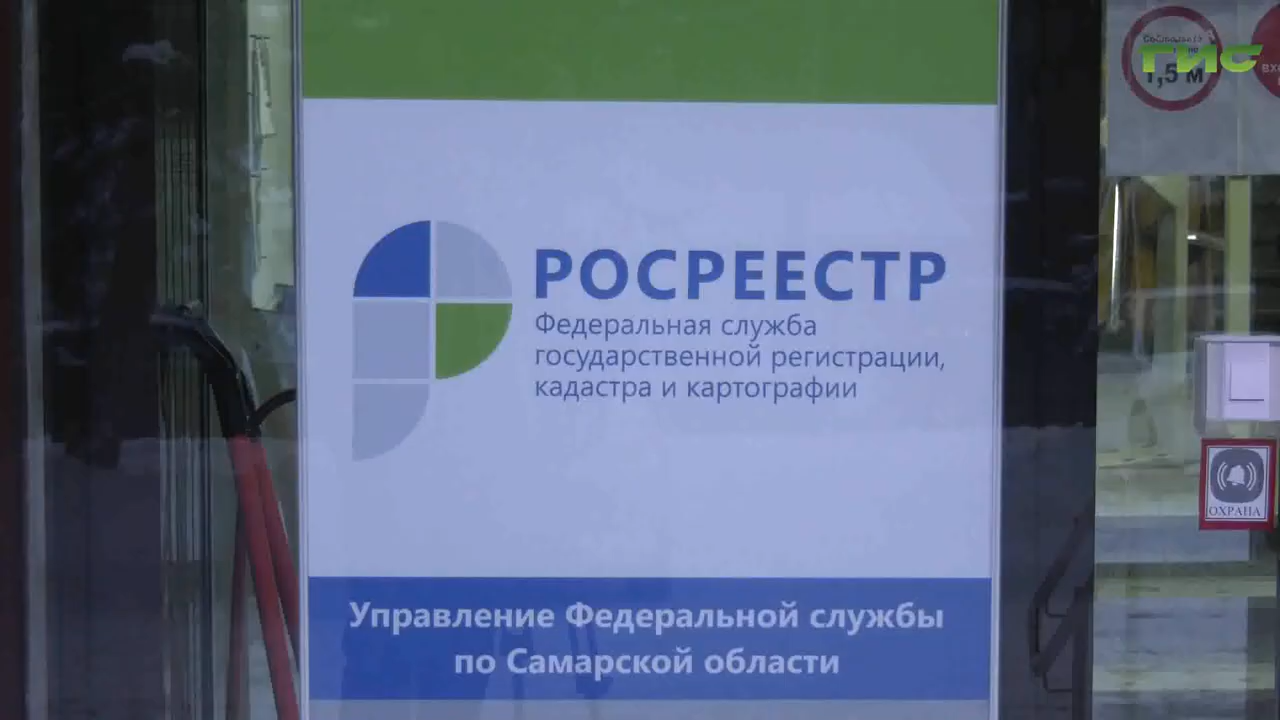 РОСРЕЕСТР
Федеральная служба
государственной регистрации,
кадастра и картографии
Управление Федеральной службы
по Самарской области
ГИС
1,5 м
ОХРАНА